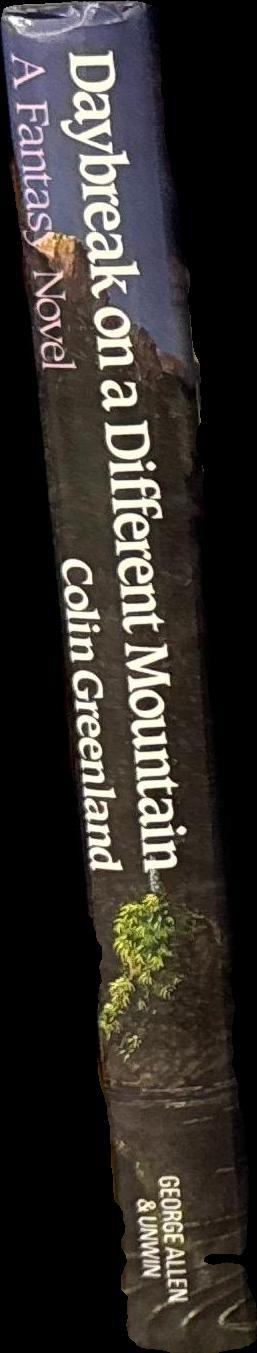 Daybreak on a Different Mountain
A Fantasy Novel
Colin Greenland
GEORGE ALLEN
& UNWIN